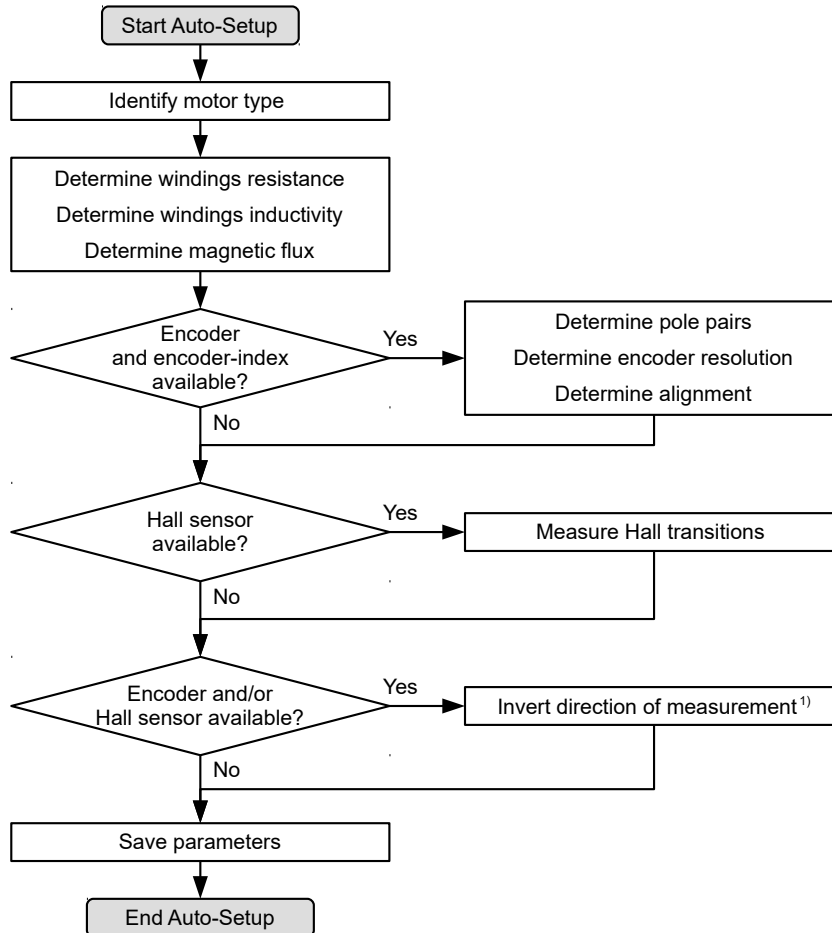 Start Auto-Setup
Identify motor type
Determine windings resistance
Determine windings inductivity
Determine magnetic flux
Encoder
and encoder-index
available?
Yes
Determine pole pairs
Determine encoder resolution
Determine alignment
No
Hall sensor
available?
Yes
Measure Hall transitions
No
Encoder and/or
Hall sensor available?
Yes
Invert direction of measurement 1)
No
Save parameters
End Auto-Setup